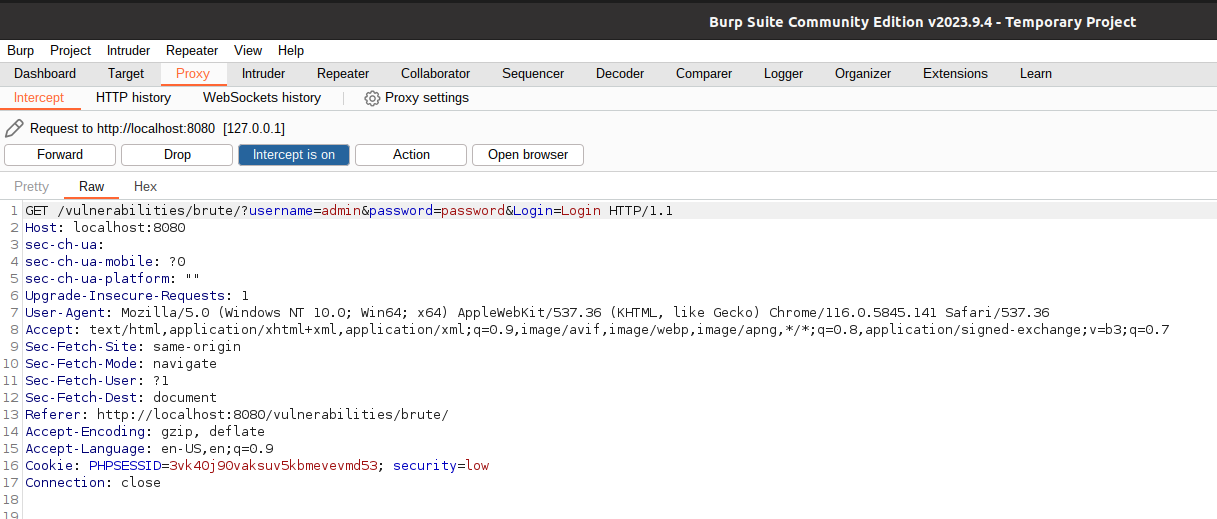 Burp Suite Community Edition v2023.9.4 - Temporary Project
Burp Project Intruder Repeater View Help
Dashboard Target Proxy Intruder Repeater Collaborator Sequencer Decoder Comparer Logger Organizer Extensions Learn
Intercept HTTP history WebSockets history Proxy settings
Request to http://localhost:8080 [127.0.0.1]
Forward Drop Intercept is on Action Open browser
Pretty Raw Hex
1 GET /vulnerabilities/brute/?username=admin&password=password&Login=Login HTTP/1.1
2 Host: localhost:8080
3 sec-ch-ua:
4 sec-ch-ua-mobile: ?0
5 sec-ch-ua-platform: ""
6 Upgrade-Insecure-Requests: 1
7 User-Agent: Mozilla/5.0 (Windows NT 10.0; Win64; x64) AppleWebKit/537.36 (KHTML, like Gecko) Chrome/116.0.5845.141 Safari/537.36
8 Accept: text/html,application/xhtml+xml,application/xml;q=0.9,image/avif,image/webp,image/apng,*/*;q=0.8,application/signed-exchange;v=b3;q=0.7
9 Sec-Fetch-Site: same-origin
10 Sec-Fetch-Mode: navigate
11 Sec-Fetch-User: ?1
12 Sec-Fetch-Dest: document
13 Referer: http://localhost:8080/vulnerabilities/brute/
14 Accept-Encoding: gzip, deflate
15 Accept-Language: en-US,en;q=0.9
16 Cookie: PHPSESSID=3vk40j90vaksuv5kbmevevmd53; security=low
17 Connection: close
18
19